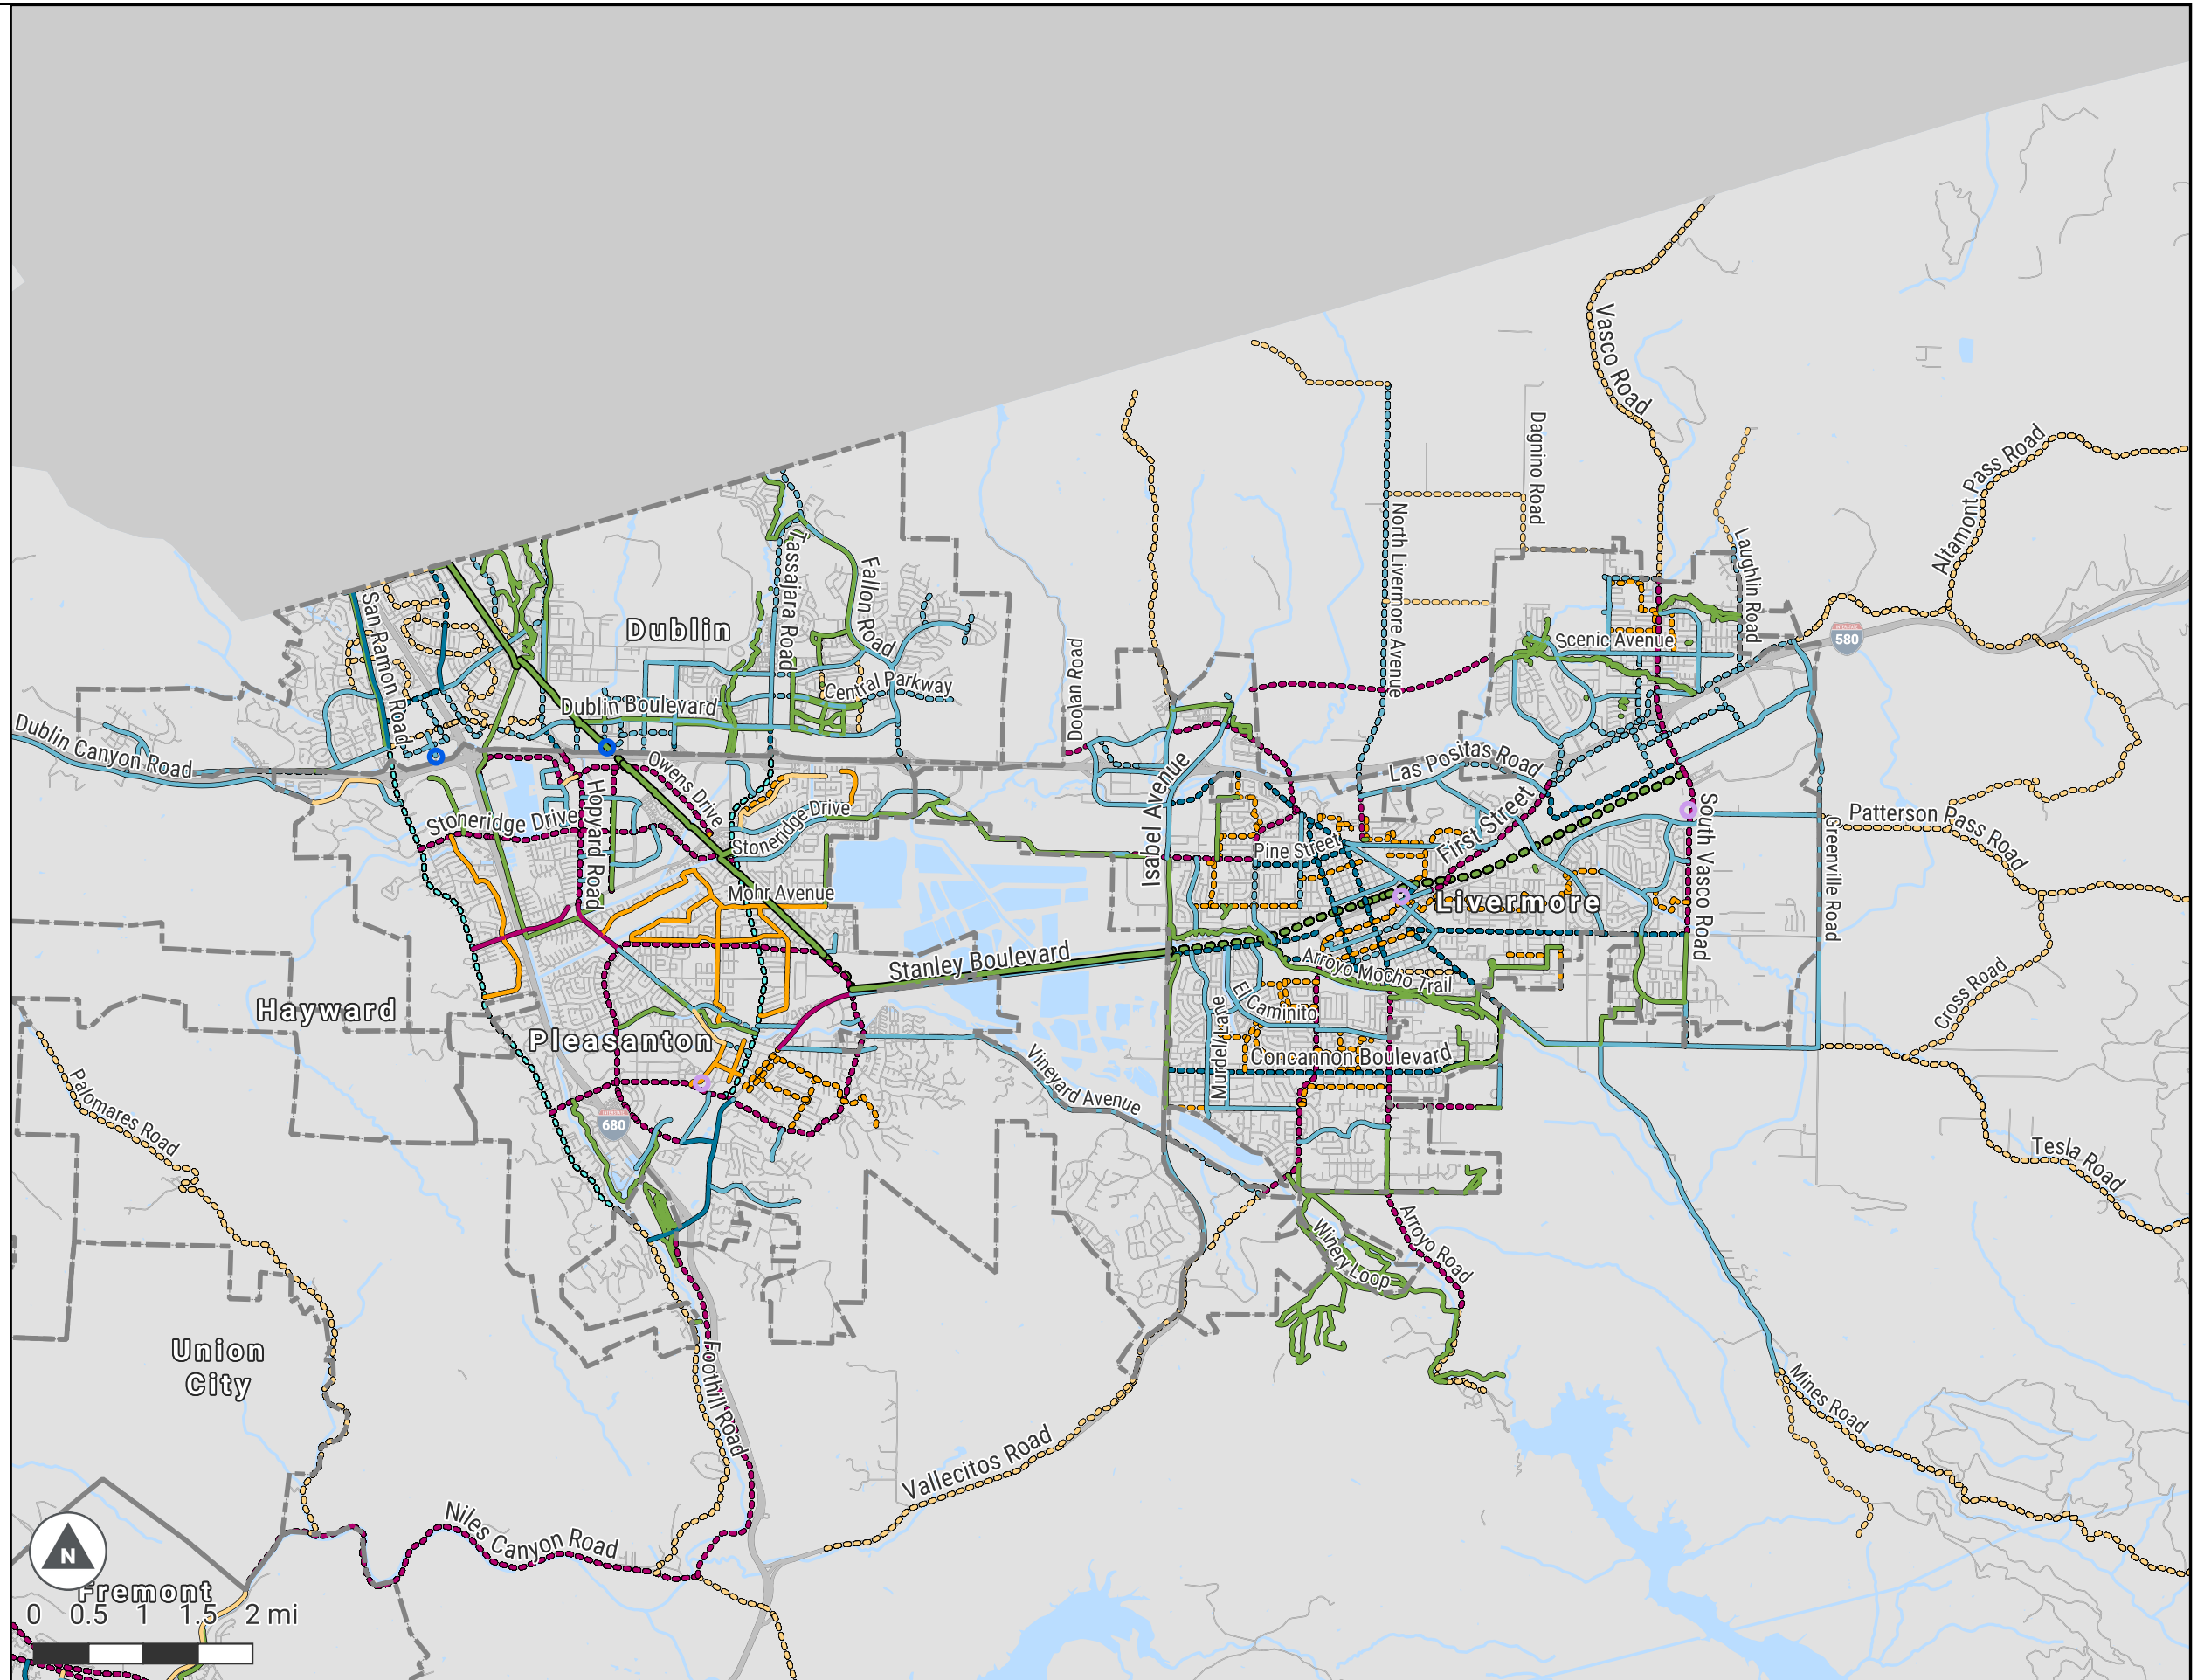 Vasco Road
Dagnino Road
Altamont Pass Road
North Livermore Avenue
Laughlin Road
Tassajara Road
Fallon Road
San Ramon Road
Dublin
Scenic Avenue
580
Doolan Road
Central Parkway
Dublin Boulevard
Dublin Canyon Road
Owens Drive
Las Positas Road
Isabel Avenue
Hopyard Road
Stoneridge Drive
Stoneridge Drive
First Street
South Vasco Road
Patterson Pass Road
Greenville Road
Pine Street
Mohr Avenue
Livermore
Stanley Boulevard
Arroyo Mocho Trail
Cross Road
Hayward
El Caminito
Pleasanton
Murdell Lane
Concannon Boulevard
Vineyard Avenue
Palomares Road
680
Tesla Road
Arroyo Road
Winery Loop
Union
City
Foothill Road
Mines Road
Vallecitos Road
Niles Canyon Road
N
Fremont
0 0.5 1 1.5 2 mi